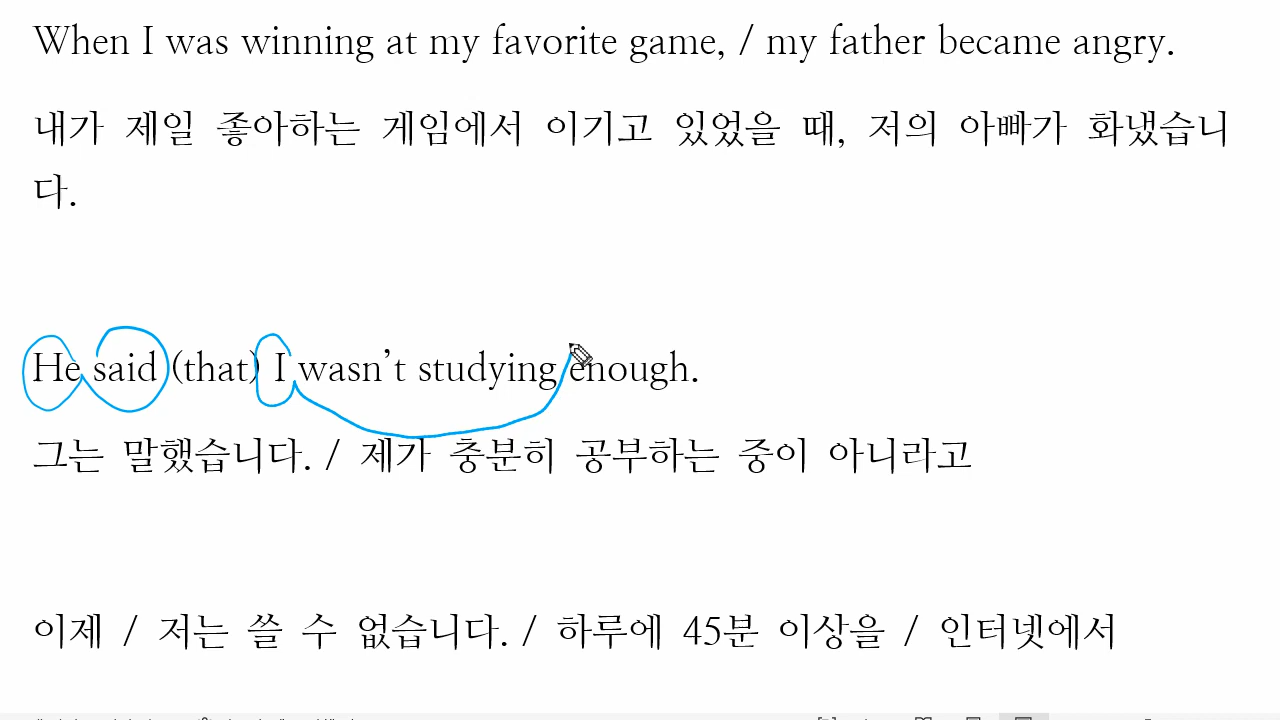 When I was winning at my favorite game, / my father became angry.
내가 제일 좋아하는 게임에서 이기고 있었을 때, 저의 아빠가 화냈습니
다.
He said (that) I wasn’t studying enough.
그는 말했습니다. / 제가 충분히 공부하는 중이 아니라고
이제 / 저는 쓸 수 없습니다. / 하루에 45분 이상을 / 인터넷에서